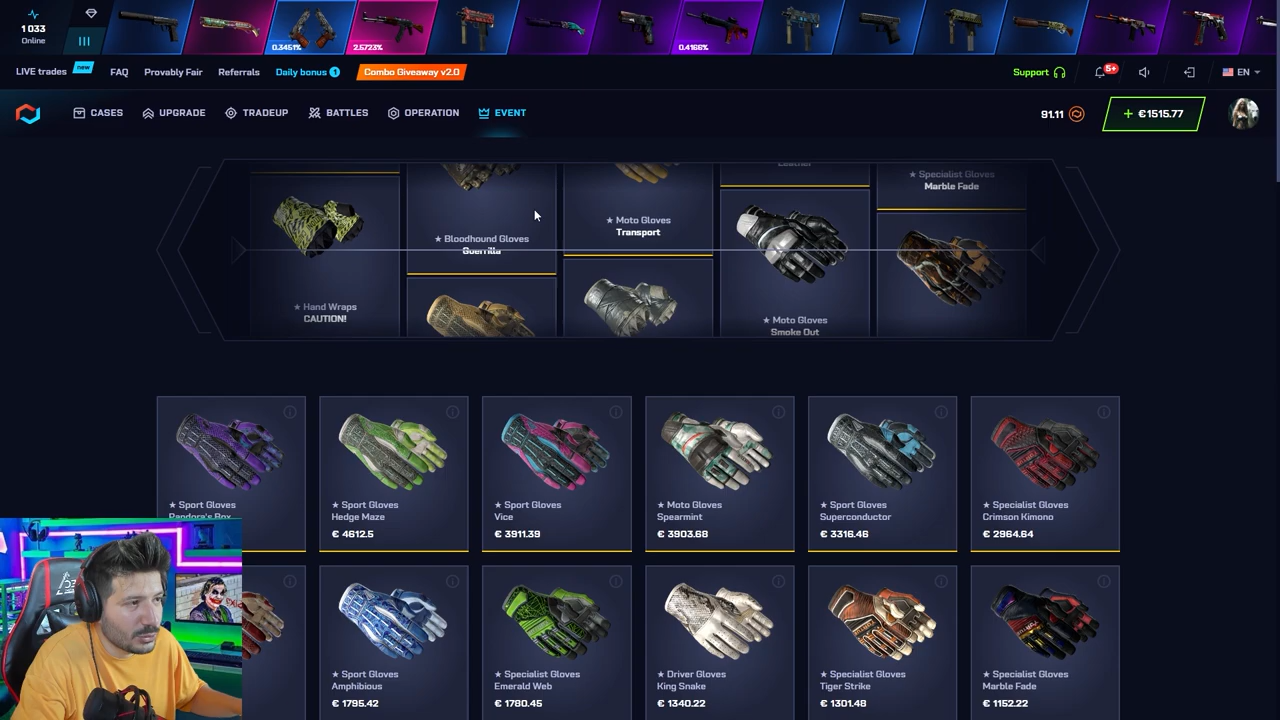 1 033
Online
0.3451%
2.5723%
0.4166%
LIVE trades
new
FAQ
Provably Fair
Referrals
Daily bonus 1
Combo Giveaway v2.0
Support
5+
EN
CASES
UPGRADE
TRADEUP
BATTLES
OPERATION
EVENT
91.11
+ €1515.77
★ Hand Wraps
CAUTION!
★ Bloodhound Gloves
Guerrilla
★ Moto Gloves
Transport
Leather
★ Moto Gloves
Smoke Out
★ Specialist Gloves
Marble Fade
★ Sport Gloves
Pandora's Box
★ Sport Gloves
Hedge Maze
€ 4612.5
★ Sport Gloves
Vice
€ 3911.39
★ Moto Gloves
Spearmint
€ 3903.68
★ Sport Gloves
Superconductor
€ 3316.46
★ Specialist Gloves
Crimson Kimono
€ 2964.64
★ Sport Gloves
Amphibious
€ 1795.42
★ Specialist Gloves
Emerald Web
€ 1780.45
★ Driver Gloves
King Snake
€ 1340.22
★ Specialist Gloves
Tiger Strike
€ 1301.48
★ Specialist Gloves
Marble Fade
€ 1152.22